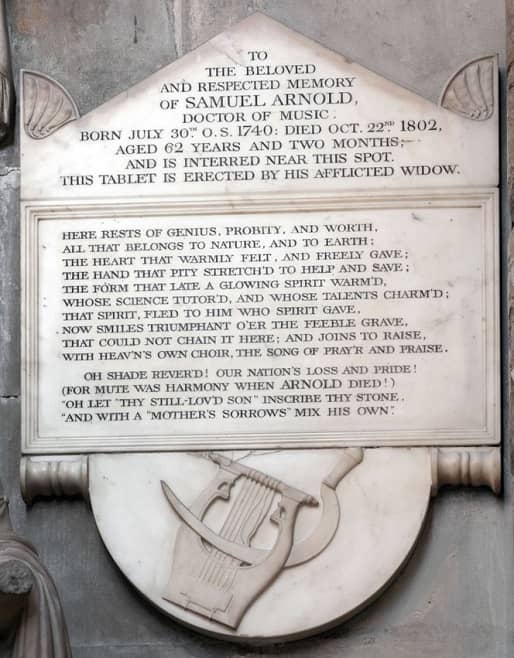 TO
THE BELOVED
AND RESPECTED MEMORY
OF SAMUEL ARNOLD,
DOCTOR OF MUSIC.
BORN JULY 30TH O.S. 1740: DIED OCT. 22ND 1802,
AGED 62 YEARS AND TWO MONTHS;
AND IS INTERRED NEAR THIS SPOT.
THIS TABLET IS ERECTED BY HIS AFFLICTED WIDOW.
HERE RESTS OF GENIUS, PROBITY, AND WORTH,
ALL THAT BELONGS TO NATURE, AND TO EARTH;
THE HEART THAT WARMLY FELT, AND FREELY GAVE;
THE HAND THAT PITY STRETCH'D TO HELP AND SAVE;
THE FORM THAT LATE A GLOWING SPIRIT WARM'D,
WHOSE SCIENCE TUTOR'D, AND WHOSE TALENTS CHARM'D;
THAT SPIRIT, FLED TO HIM WHO SPIRIT GAVE,
NOW SMILES TRIUMPHANT O'ER THE FEEBLE GRAVE,
THAT COULD NOT CHAIN IT HERE; AND JOINS TO RAISE,
WITH HEAV'N'S OWN CHOIR, THE SONG OF PRAY'R AND PRAISE.
OH SHADE REVER'D! OUR NATION'S LOSS AND PRIDE!
(FOR MUTE WAS HARMONY WHEN ARNOLD DIED!)
"OH LET "THY STILL-LOV'D SON" INSCRIBE THY STONE,
"AND WITH A "MOTHER'S SORROWS" MIX HIS OWN".